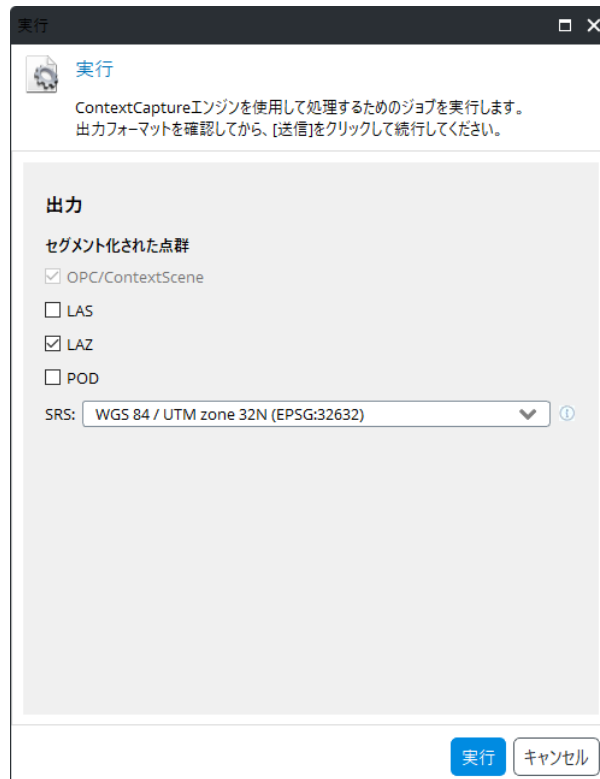 実行
実行
ContextCaptureエンジンを使用して処理するためのジョブを実行します。
出力フォーマットを確認してから、[送信]をクリックして続行してください。
出力
セグメント化された点群
OPC/ContextScene
LAS
LAZ
POD
SRS: WGS 84 / UTM zone 32N (EPSG:32632)
実行 キャンセル